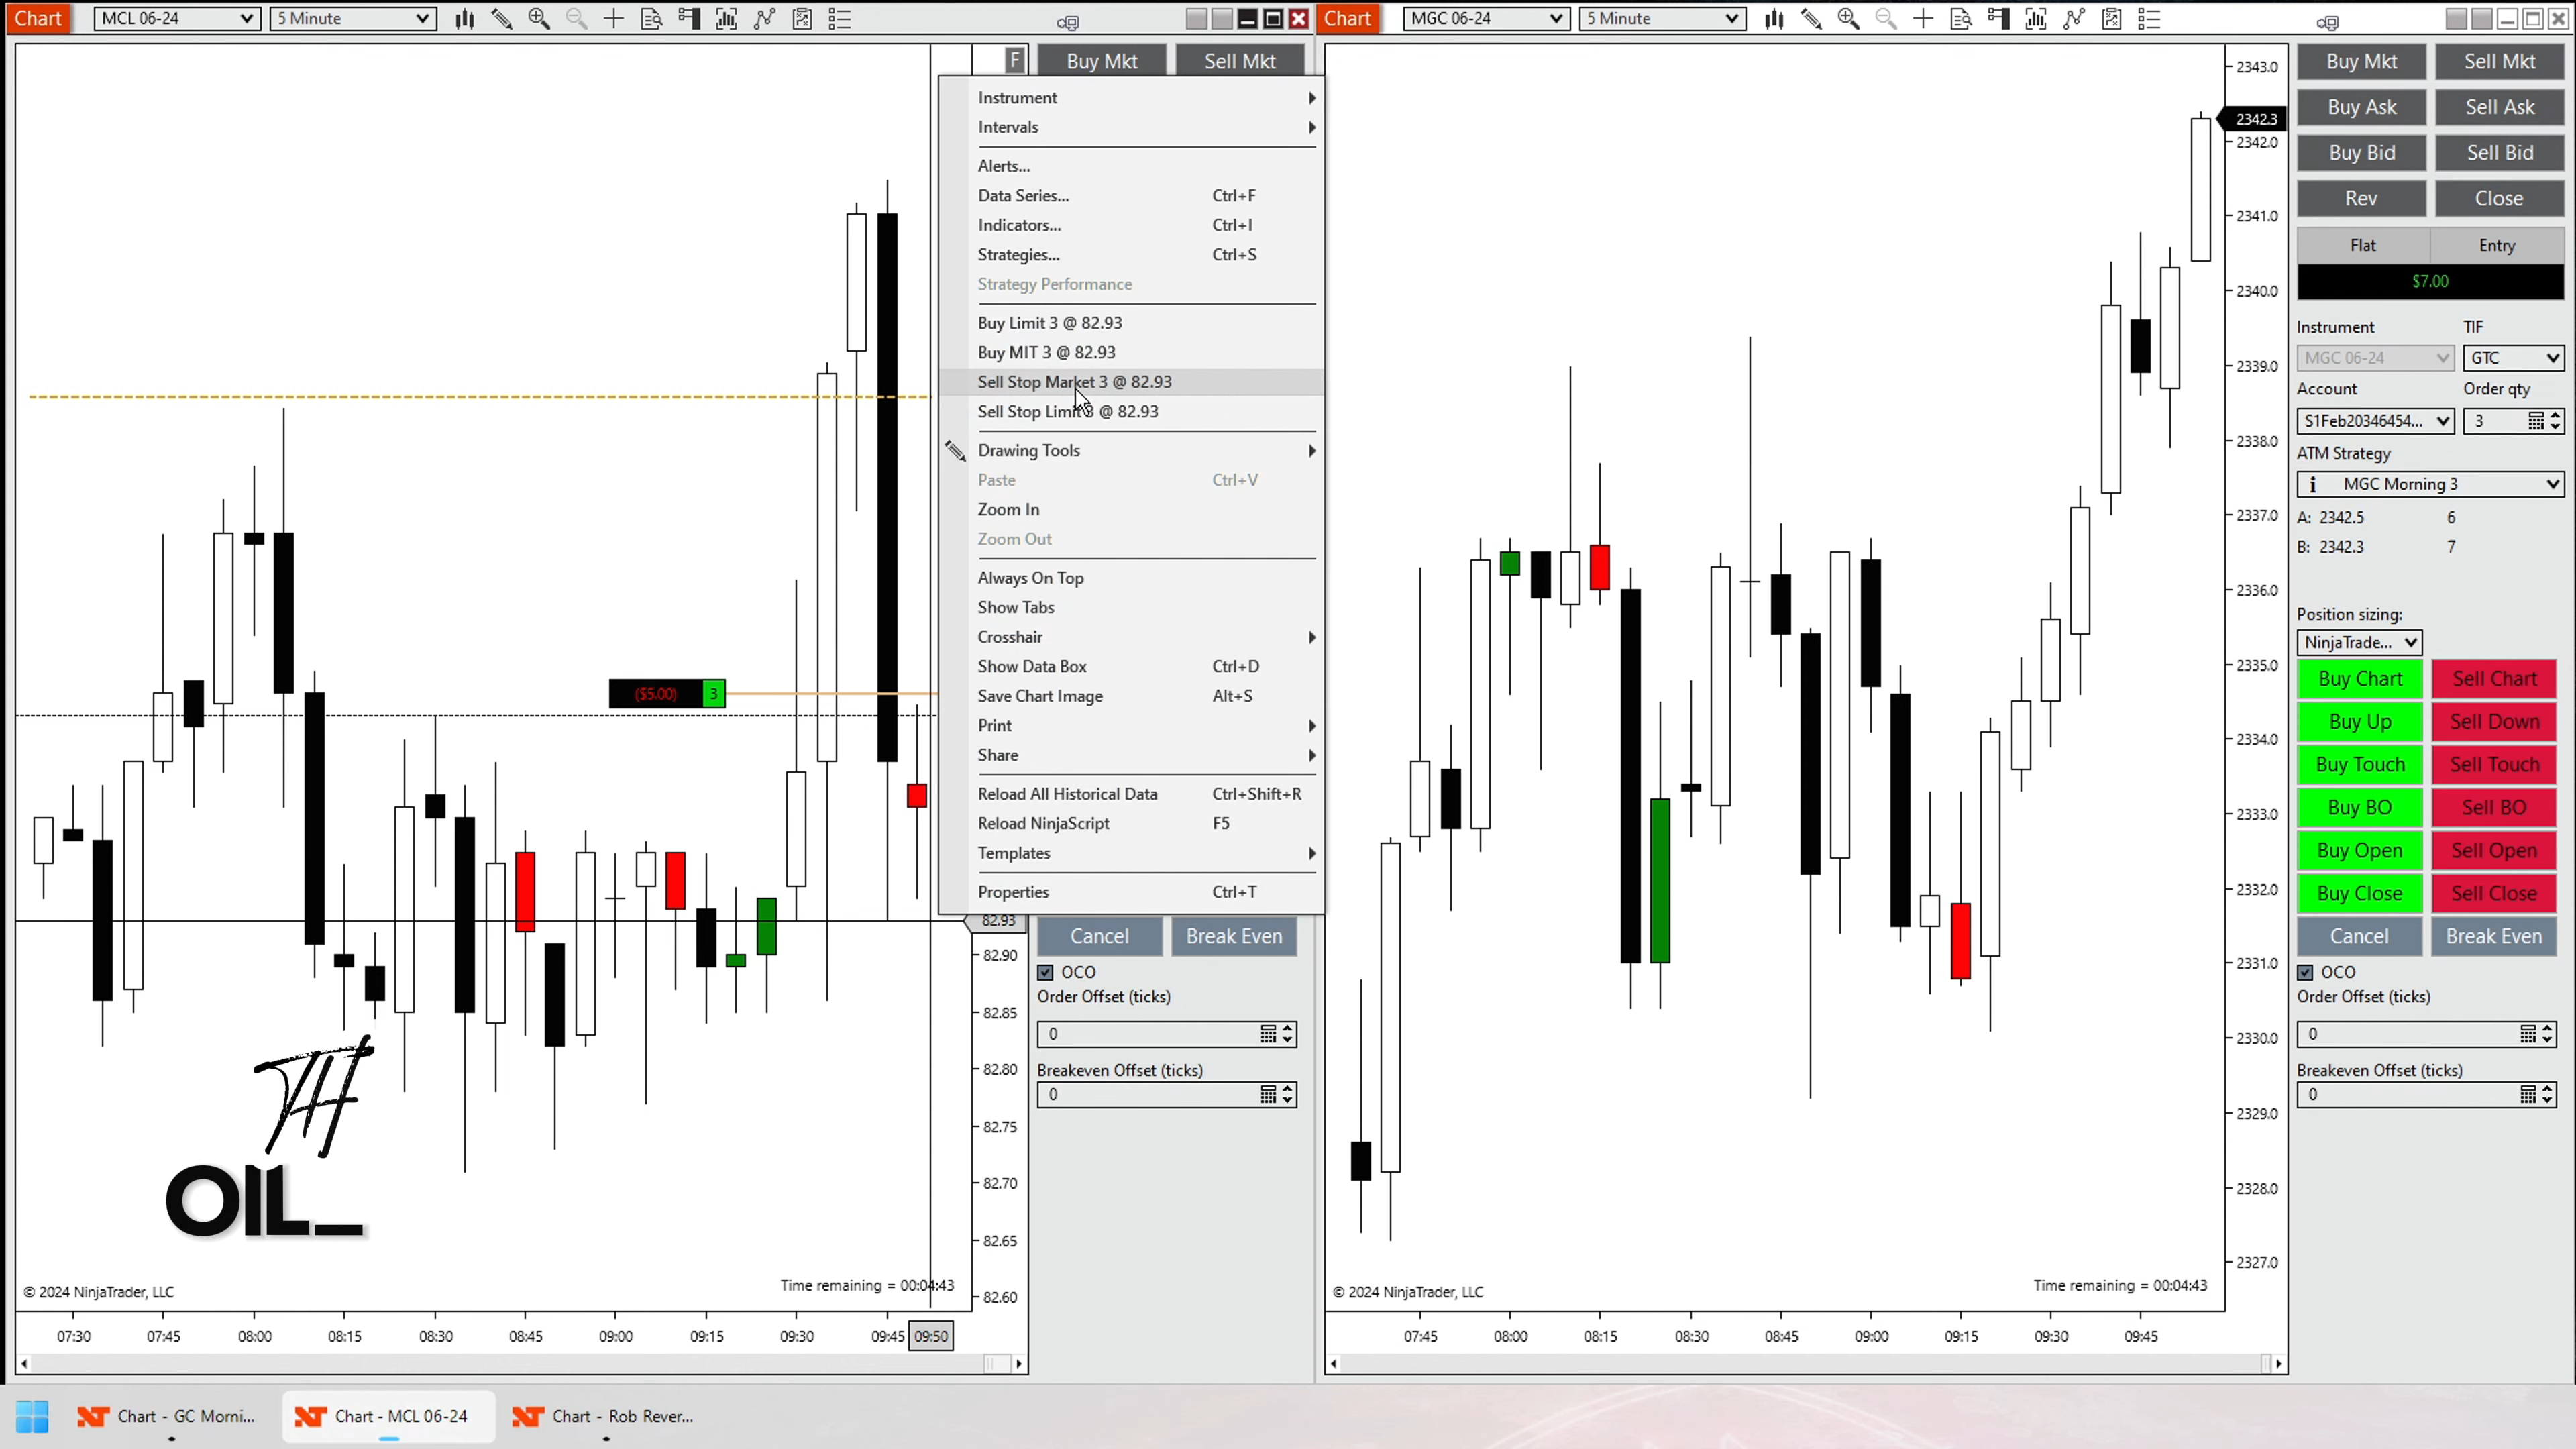 Chart MCL 06-24 5 Minute
F Buy Mkt Sell Mkt
Instrument
Intervals
Alerts...
Data Series... Ctrl+F
Indicators... Ctrl+I
Strategies... Ctrl+S
Strategy Performance
Buy Limit 3 @ 82.93
Buy MIT 3 @ 82.93
Sell Stop Market 3 @ 82.93
Sell Stop Limit 3 @ 82.93
Drawing Tools
Paste Ctrl+V
Zoom In
Zoom Out
Always On Top
Show Tabs
Crosshair
Show Data Box Ctrl+D
Save Chart Image Alt+S
Print
Share
Reload All Historical Data Ctrl+Shift+R
Reload NinjaScript F5
Templates
Properties Ctrl+T
($5.00) 3
82.93
82.90
82.85
82.80
82.75
82.70
82.65
82.60
Cancel Break Even
OCO
Order Offset (ticks)
0
Breakeven Offset (ticks)
0
TH
OIL_
Time remaining = 00:04:43
© 2024 NinjaTrader, LLC
07:30 07:45 08:00 08:15 08:30 08:45 09:00 09:15 09:30 09:45 09:50
Chart MGC 06-24 5 Minute
2343.0
2342.3
2342.0
2341.0
2340.0
2339.0
2338.0
2337.0
2336.0
2335.0
2334.0
2333.0
2332.0
2331.0
2330.0
2329.0
2328.0
2327.0
Time remaining = 00:04:43
© 2024 NinjaTrader, LLC
07:45 08:00 08:15 08:30 08:45 09:00 09:15 09:30 09:45
Buy Mkt Sell Mkt
Buy Ask Sell Ask
Buy Bid Sell Bid
Rev Close
Flat Entry
$7.00
Instrument TIF
MGC 06-24 GTC
Account Order qty
S1Feb20346454... 3
ATM Strategy
i MGC Morning 3
A: 2342.5 6
B: 2342.3 7
Position sizing:
NinjaTrade...
Buy Chart Sell Chart
Buy Up Sell Down
Buy Touch Sell Touch
Buy BO Sell BO
Buy Open Sell Open
Buy Close Sell Close
Cancel Break Even
OCO
Order Offset (ticks)
0
Breakeven Offset (ticks)
0
Chart - GC Morni... Chart - MCL 06-24 Chart - Rob Rever...